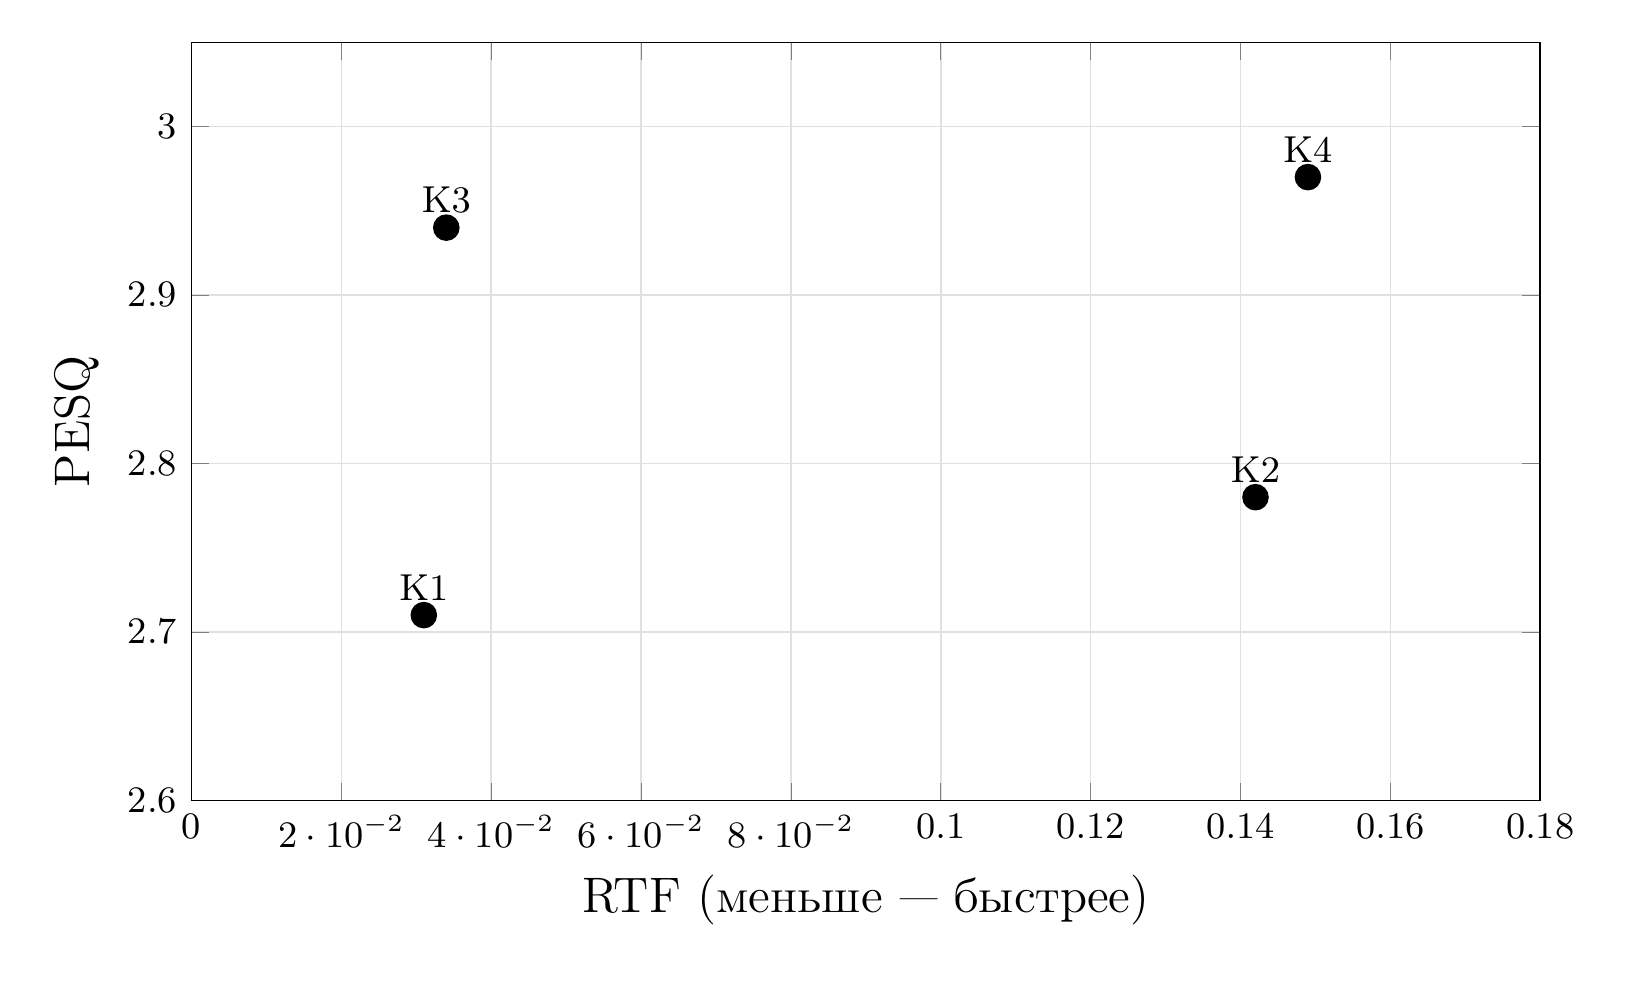 3
K4
K3
2.9
PESQ
2.8
K2
K1
2.7
2.6
0 2 · 10⁻² 4 · 10⁻² 6 · 10⁻² 8 · 10⁻² 0.1 0.12 0.14 0.16 0.18
RTF (меньше — быстрее)